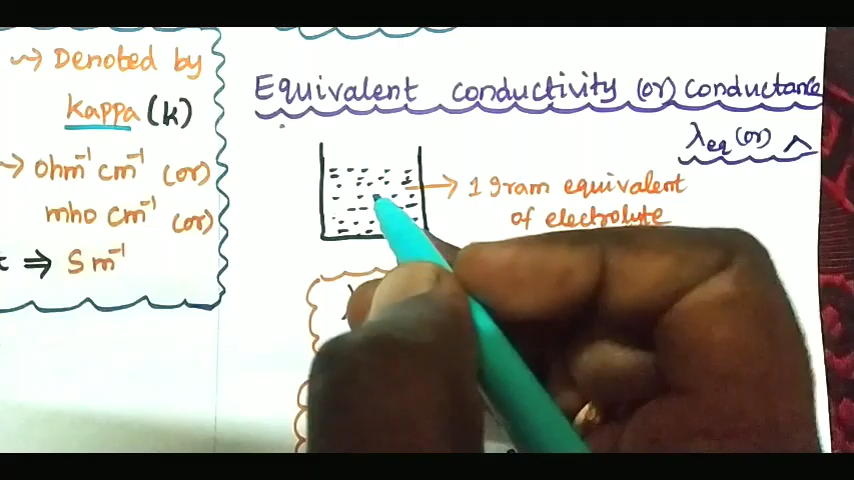 ~> Denoted by
kappa (k)
-> ohm⁻¹ cm⁻¹ (or)
mho cm⁻¹ (or)
⇒ S m⁻¹
Equivalent conductivity (or) conductance
λeq (or) Λ
→ 1 gram equivalent
of electrolyte